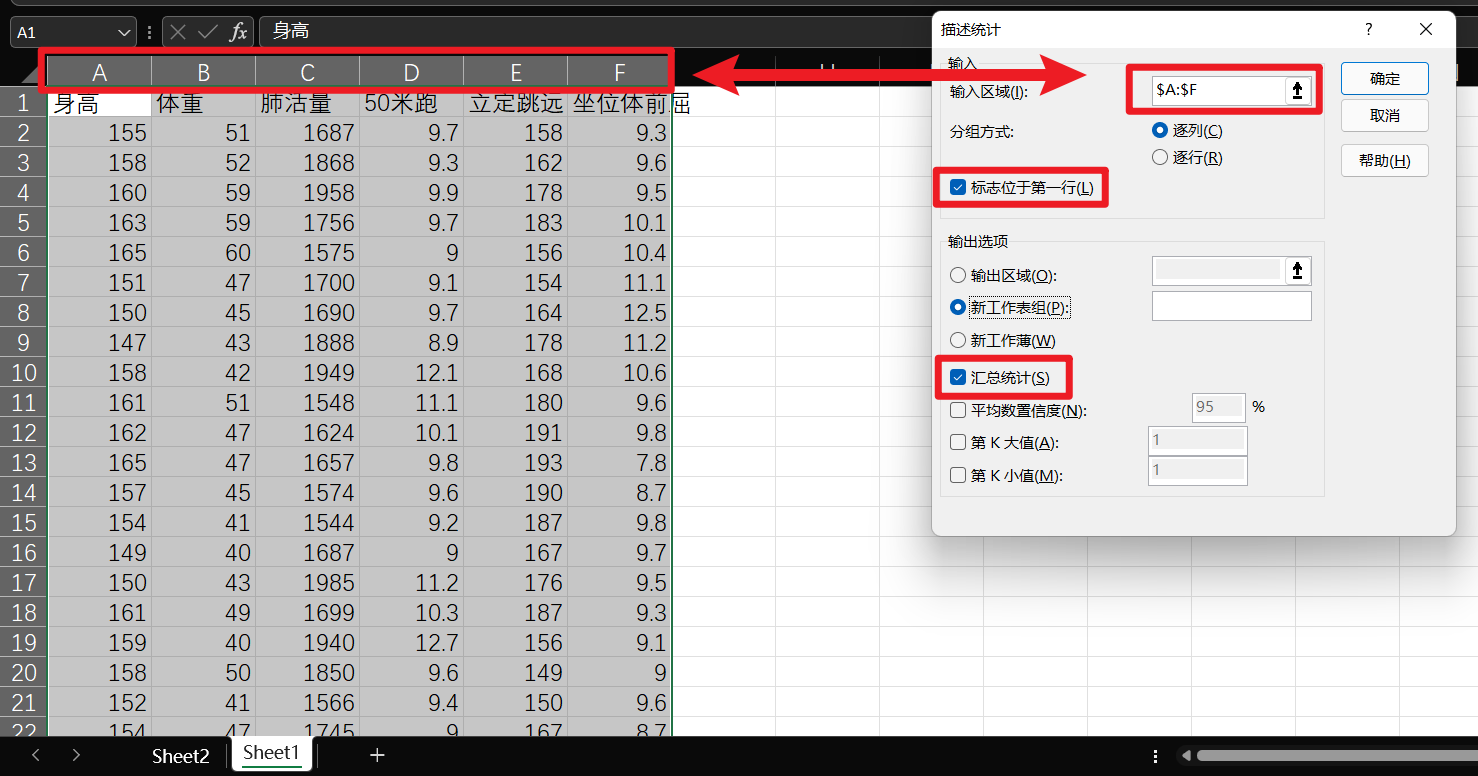 A1 fx 身高
A B C D E F
1 身高 体重 肺活量 50米跑 立定跳远 坐位体前屈
2 155 51 1687 9.7 158 9.3
3 158 52 1868 9.3 162 9.6
4 160 59 1958 9.9 178 9.5
5 163 59 1756 9.7 183 10.1
6 165 60 1575 9 156 10.4
7 151 47 1700 9.1 154 11.1
8 150 45 1690 9.7 164 12.5
9 147 43 1888 8.9 178 11.2
10 158 42 1949 12.1 168 10.6
11 161 51 1548 11.1 180 9.6
12 162 47 1624 10.1 191 9.8
13 165 47 1657 9.8 193 7.8
14 157 45 1574 9.6 190 8.7
15 154 41 1544 9.2 187 9.8
16 149 40 1687 9 167 9.7
17 150 43 1985 11.2 176 9.5
18 161 49 1699 10.3 187 9.3
19 159 40 1940 12.7 156 9.1
20 158 50 1850 9.6 149 9
21 152 41 1566 9.4 150 9.6
22 154 47 1745 9 167 8.7
Sheet2 Sheet1 +
描述统计 ?
输入
输入区域(I): $A:$F
分组方式: 逐列(C)
逐行(R)
标志位于第一行(L)
确定
取消
帮助(H)
输出选项
输出区域(O):
新工作表组(P):
新工作薄(W)
汇总统计(S)
平均数置信度(N): 95 %
第 K 大值(A): 1
第 K 小值(M): 1